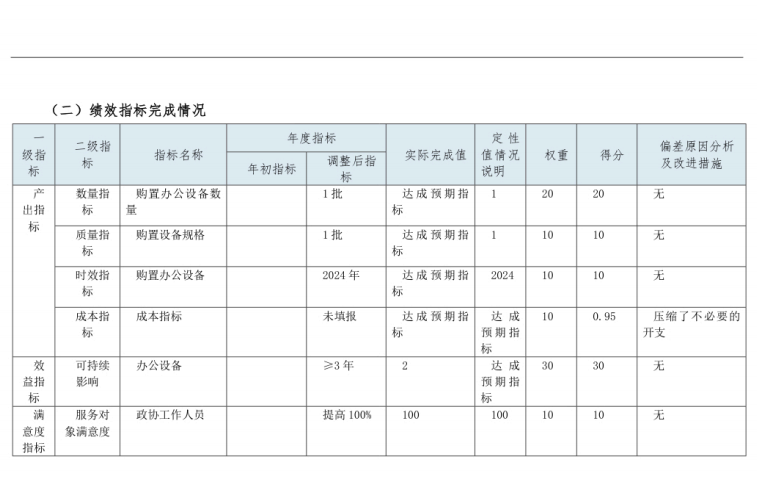 （二）绩效指标完成情况
一级指标 二级指标 指标名称 年度指标 实际完成值 定性值情况说明 权重 得分 偏差原因分析及改进措施
年初指标 调整后指标
产出指标 数量指标 购置办公设备数量 1 批 达成预期指标 1 20 20 无
质量指标 购置设备规格 1 批 达成预期指标 1 10 10 无
时效指标 购置办公设备 2024 年 达成预期指标 2024 10 10 无
成本指标 成本指标 未填报 达成预期指标 达成预期指标 10 0.95 压缩了不必要的开支
效益指标 可持续影响 办公设备 ≥3 年 2 达成预期指标 30 30 无
满意度指标 服务对象满意度 政协工作人员 提高 100% 100 100 10 10 无